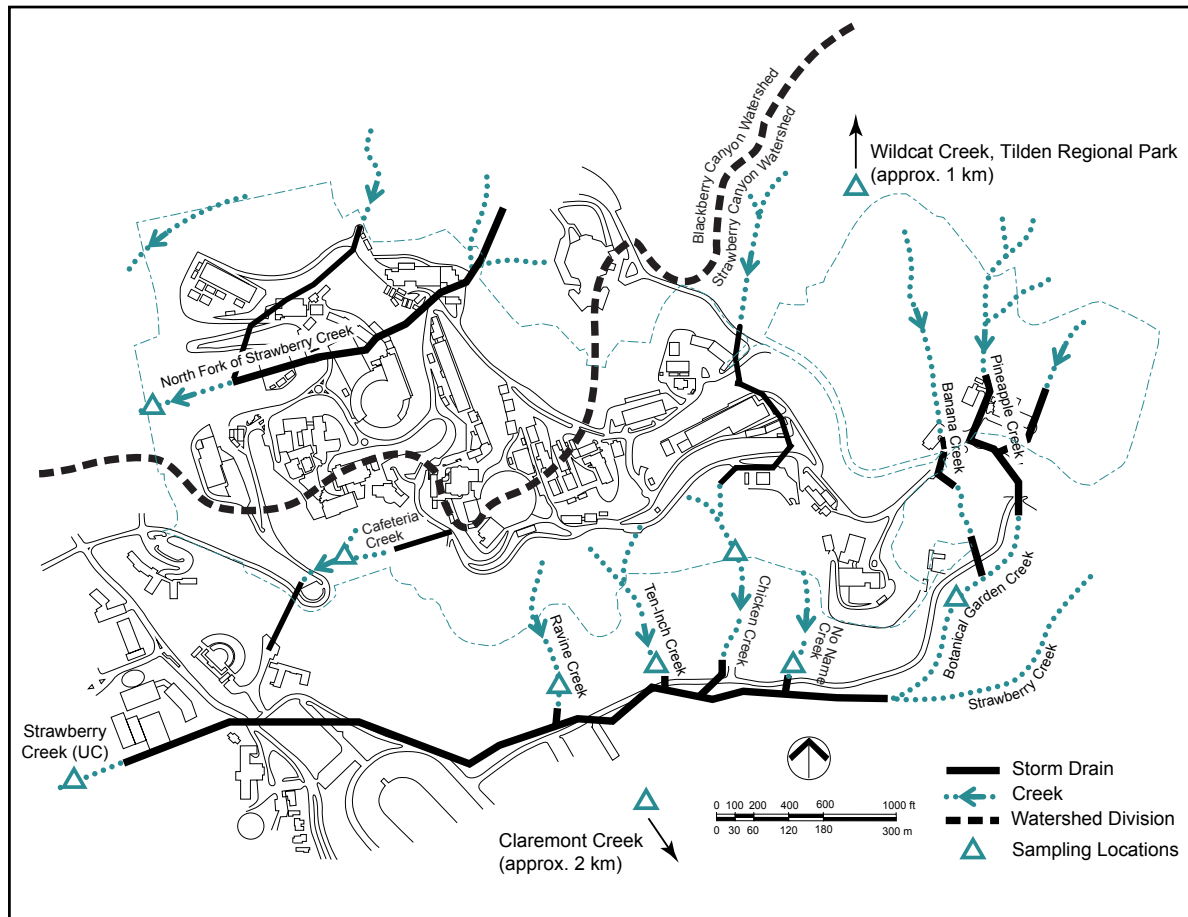 Blackberry Canyon Watershed
Strawberry Canyon Watershed
Wildcat Creek, Tilden Regional Park
(approx. 1 km)
North Fork of Strawberry Creek
Pineapple Creek
Banana Creek
Cafeteria
Creek
Botanical Garden Creek
Chicken Creek
No Name
Creek
Ten-Inch Creek
Ravine Creek
Strawberry Creek
Strawberry
Creek (UC)
Claremont Creek
(approx. 2 km)
0 100 200 400 600 1000 ft
0 30 60 120 180 300 m
Storm Drain
Creek
Watershed Division
Sampling Locations